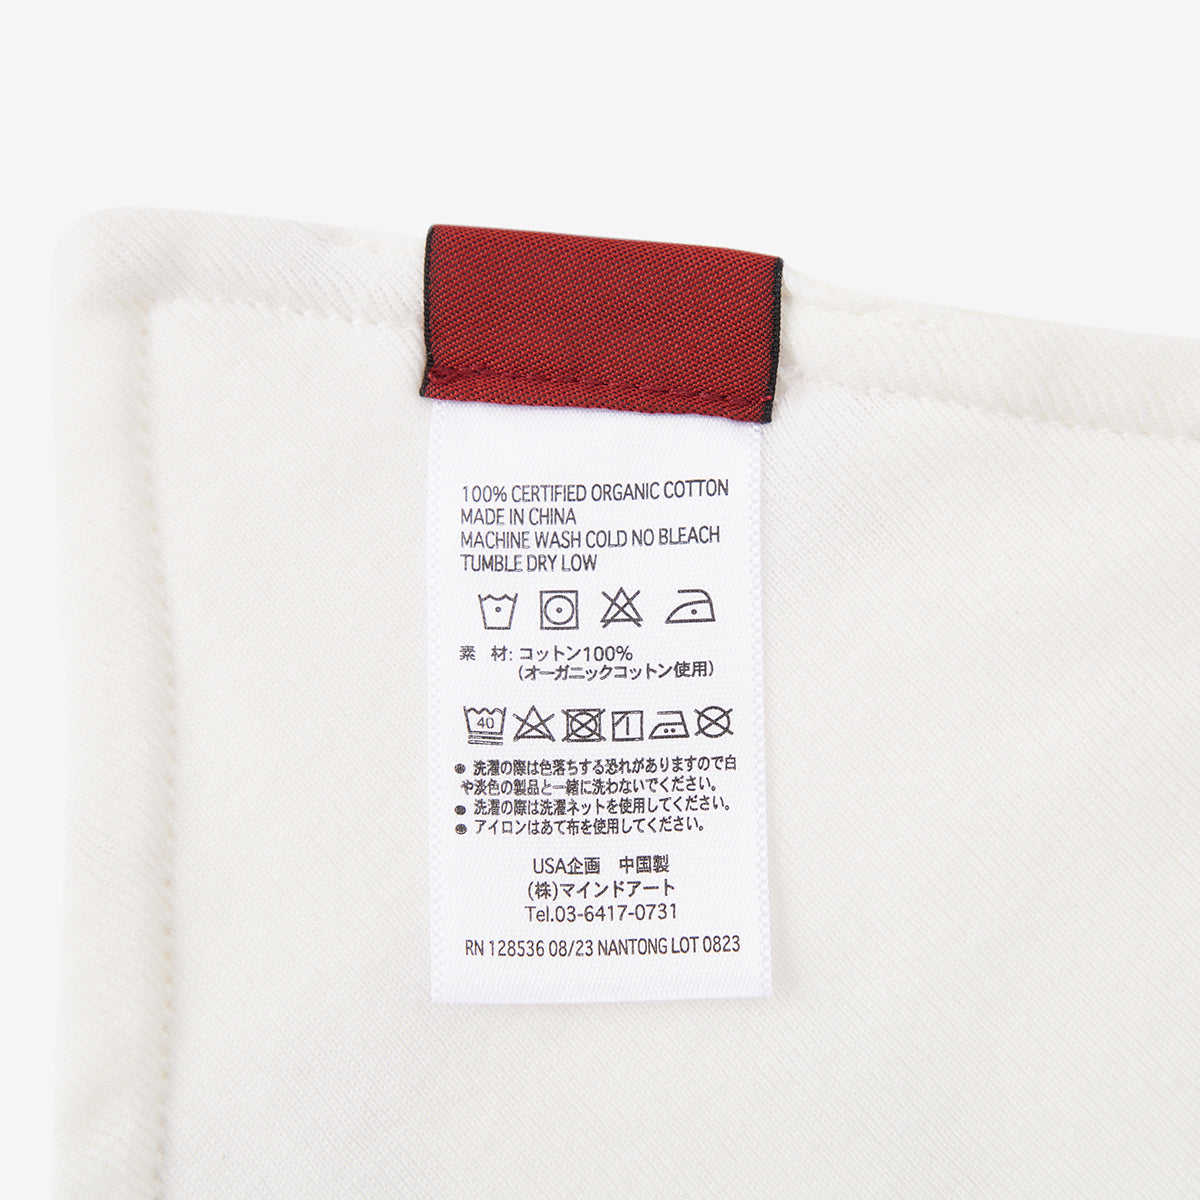 100% CERTIFIED ORGANIC COTTON
MADE IN CHINA
MACHINE WASH COLD NO BLEACH
TUMBLE DRY LOW
素 材: コットン100%
(オーガニックコットン使用)
40
● 洗濯の際は色落ちする恐れがありますので白
や淡色の製品と一緒に洗わないでください。
● 洗濯の際は洗濯ネットを使用してください。
● アイロンはあて布を使用してください。
USA企画 中国製
(株)マインドアート
Tel.03-6417-0731
RN 128536 08/23 NANTONG LOT 0823